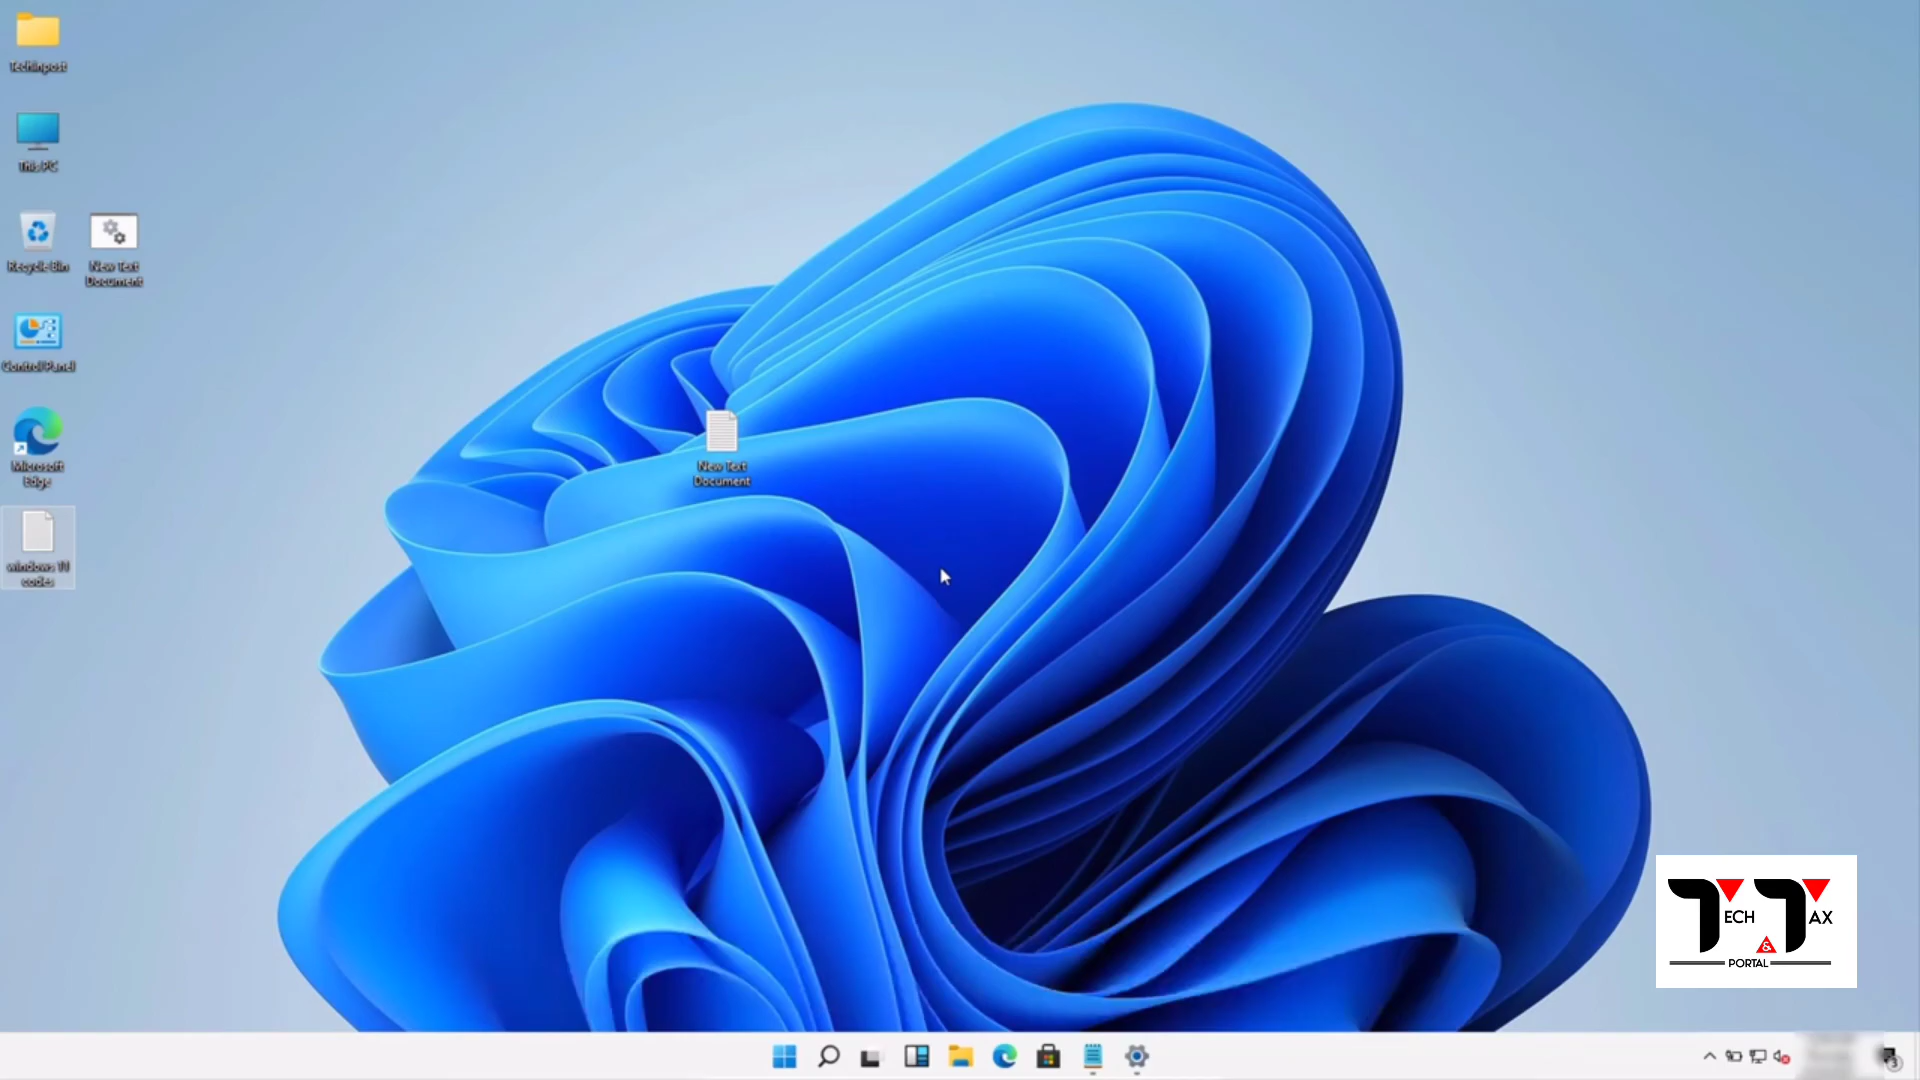 Techinpost
This PC
Recycle Bin
New Text
Document
Control Panel
Microsoft
Edge
windows 11
codes
New Text
Document
TECH TAX
&
PORTAL
3